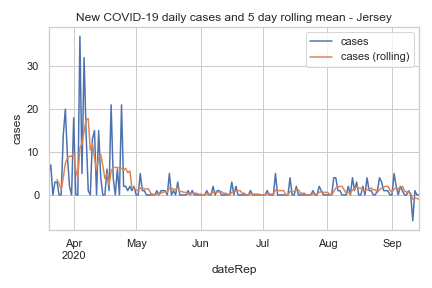 New COVID-19 daily cases and 5 day rolling mean - Jersey
cases
cases (rolling)
cases
30
20
10
0
Apr
2020
May
Jun
Jul
Aug
Sep
dateRep